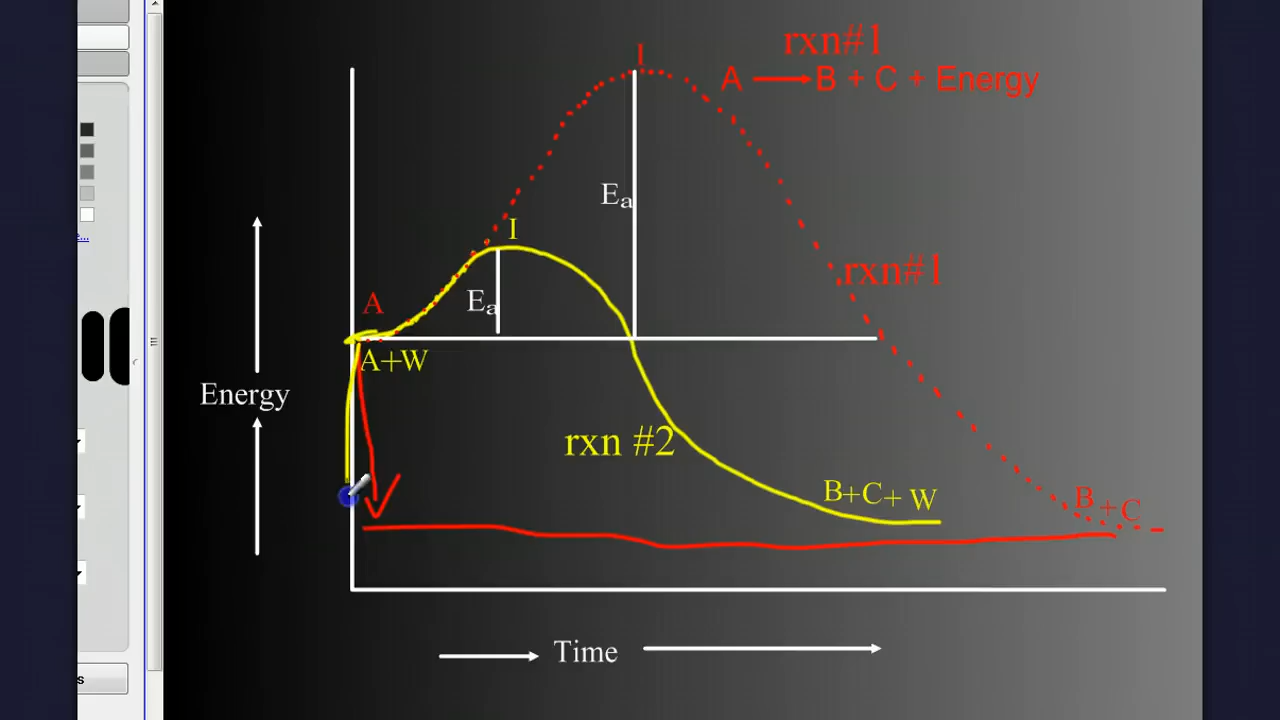 rxn#1
I
A → B + C + Energy
Ea
I
rxn#1
A
Ea
A+W
Energy
rxn #2
B+C+ W
B + C
Time
e...
s